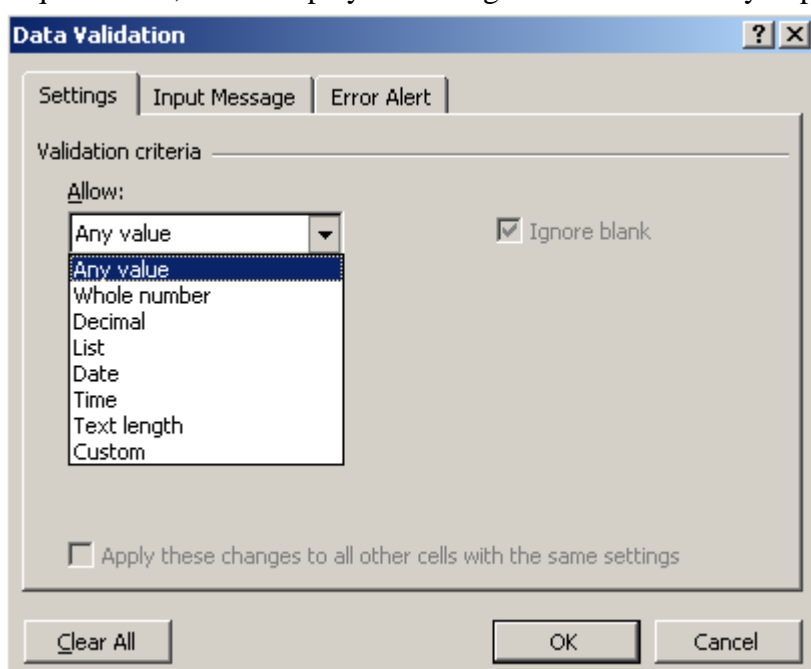 Data Validation
Settings Input Message Error Alert
Validation criteria
Allow:
Any value Ignore blank
Any value
Whole number
Decimal
List
Date
Time
Text length
Custom
Apply these changes to all other cells with the same settings
Clear All OK Cancel